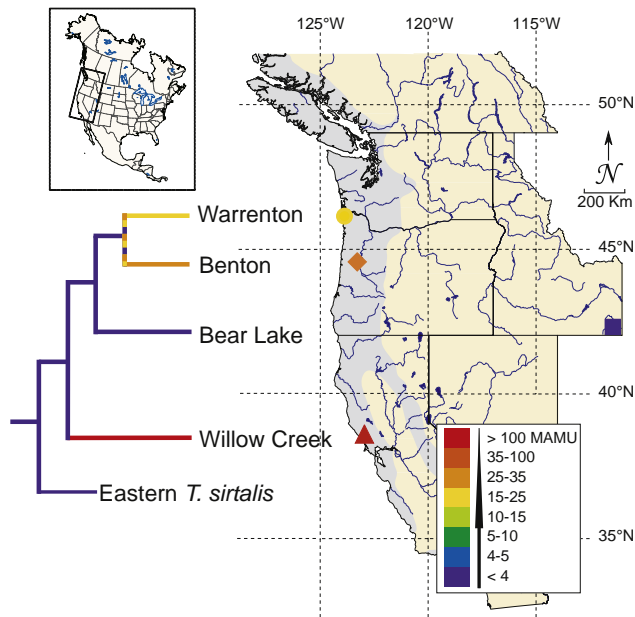 125°W
120°W
115°W
50°N
N
200 Km
Warrenton
45°N
Benton
Bear Lake
40°N
Willow Creek
> 100 MAMU
35-100
25-35
15-25
10-15
5-10
4-5
< 4
Eastern T. sirtalis
35°N